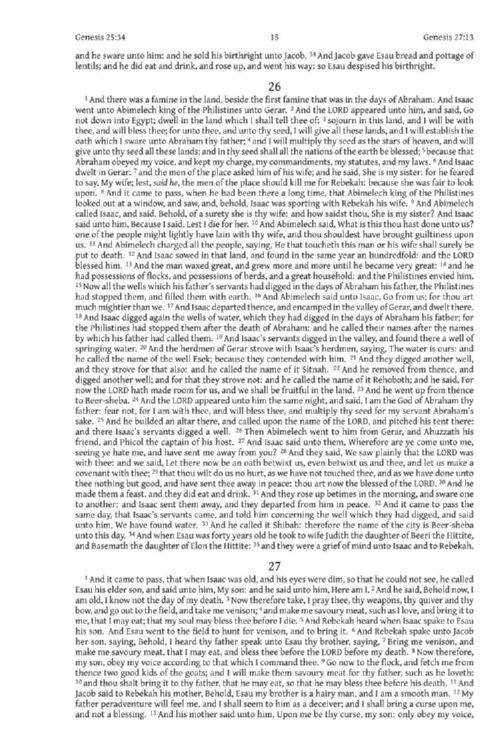 Genesis 25:34 15 Genesis 27:13
and he sware unto him: and he sold his birthright unto Jacob. 34 And Jacob gave Esau bread and pottage of
lentils; and he did eat and drink, and rose up, and went his way: so Esau despised his birthright.
26
1 And there was a famine in the land, beside the first famine that was in the days of Abraham. And Isaac
went unto Abimelech king of the Philistines unto Gerar. 2 And the LORD appeared unto him, and said, Go
not down into Egypt; dwell in the land which I shall tell thee of: 3 sojourn in this land, and I will be with
thee, and will bless thee; for unto thee, and unto thy seed, I will give all these lands, and I will establish the
oath which I sware unto Abraham thy father; 4 and I will multiply thy seed as the stars of heaven, and will
give unto thy seed all these lands; and in thy seed shall all the nations of the earth be blessed; 5 because that
Abraham obeyed my voice, and kept my charge, my commandments, my statutes, and my laws. 6 And Isaac
dwelt in Gerar: 7 and the men of the place asked him of his wife; and he said, She is my sister: for he feared
to say, My wife; lest, said he, the men of the place should kill me for Rebekah: because she was fair to look
upon. 8 And it came to pass, when he had been there a long time, that Abimelech king of the Philistines
looked out at a window, and saw, and, behold, Isaac was sporting with Rebekah his wife. 9 And Abimelech
called Isaac, and said, Behold, of a surety she is thy wife: and how saidst thou, She is my sister? And Isaac
said unto him, Because I said, Lest I die for her. 10 And Abimelech said, What is this thou hast done unto us?
one of the people might lightly have lain with thy wife, and thou shouldest have brought guiltiness upon
us. 11 And Abimelech charged all the people, saying, He that toucheth this man or his wife shall surely be
put to death. 12 And Isaac sowed in that land, and found in the same year an hundredfold: and the LORD
blessed him. 13 And the man waxed great, and grew more and more until he became very great: 14 and he
had possessions of flocks, and possessions of herds, and a great household: and the Philistines envied him.
15 Now all the wells which his father's servants had digged in the days of Abraham his father, the Philistines
had stopped them, and filled them with earth. 16 And Abimelech said unto Isaac, Go from us; for thou art
much mightier than we. 17 And Isaac departed thence, and encamped in the valley of Gerar, and dwelt there.
18 And Isaac digged again the wells of water, which they had digged in the days of Abraham his father; for
the Philistines had stopped them after the death of Abraham: and he called their names after the names
by which his father had called them. 19 And Isaac's servants digged in the valley, and found there a well of
springing water. 20 And the herdmen of Gerar strove with Isaac's herdmen, saying, The water is ours: and
he called the name of the well Esek; because they contended with him. 21 And they digged another well,
and they strove for that also: and he called the name of it Sitnah. 22 And he removed from thence, and
digged another well; and for that they strove not: and he called the name of it Rehoboth; and he said, For
now the LORD hath made room for us, and we shall be fruitful in the land. 23 And he went up from thence
to Beer-sheba. 24 And the LORD appeared unto him the same night, and said, I am the God of Abraham thy
father: fear not, for I am with thee, and will bless thee, and multiply thy seed for my servant Abraham's
sake. 25 And he builded an altar there, and called upon the name of the LORD, and pitched his tent there:
and there Isaac's servants digged a well. 26 Then Abimelech went to him from Gerar, and Ahuzzath his
friend, and Phicol the captain of his host. 27 And Isaac said unto them, Wherefore are ye come unto me,
seeing ye hate me, and have sent me away from you? 28 And they said, We saw plainly that the LORD was
with thee: and we said, Let there now be an oath betwixt us, even betwixt us and thee, and let us make a
covenant with thee; 29 that thou wilt do us no hurt, as we have not touched thee, and as we have done unto
thee nothing but good, and have sent thee away in peace: thou art now the blessed of the LORD. 30 And he
made them a feast, and they did eat and drink. 31 And they rose up betimes in the morning, and sware one
to another: and Isaac sent them away, and they departed from him in peace. 32 And it came to pass the
same day, that Isaac's servants came, and told him concerning the well which they had digged, and said
unto him, We have found water. 33 And he called it Shibah: therefore the name of the city is Beer-sheba
unto this day. 34 And when Esau was forty years old he took to wife Judith the daughter of Beeri the Hittite,
and Basemath the daughter of Elon the Hittite: 35 and they were a grief of mind unto Isaac and to Rebekah.
27
1 And it came to pass, that when Isaac was old, and his eyes were dim, so that he could not see, he called
Esau his elder son, and said unto him, My son: and he said unto him, Here am I. 2 And he said, Behold now, I
am old, I know not the day of my death. 3 Now therefore take, I pray thee, thy weapons, thy quiver and thy
bow, and go out to the field, and take me venison; 4 and make me savoury meat, such as I love, and bring it to
me, that I may eat; that my soul may bless thee before I die. 5 And Rebekah heard when Isaac spake to Esau
his son. And Esau went to the field to hunt for venison, and to bring it. 6 And Rebekah spake unto Jacob
her son, saying, Behold, I heard thy father speak unto Esau thy brother, saying, 7 Bring me venison, and
make me savoury meat, that I may eat, and bless thee before the LORD before my death. 8 Now therefore,
my son, obey my voice according to that which I command thee. 9 Go now to the flock, and fetch me from
thence two good kids of the goats; and I will make them savoury meat for thy father, such as he loveth:
10 and thou shalt bring it to thy father, that he may eat, so that he may bless thee before his death. 11 And
Jacob said to Rebekah his mother, Behold, Esau my brother is a hairy man, and I am a smooth man. 12 My
father peradventure will feel me, and I shall seem to him as a deceiver; and I shall bring a curse upon me,
and not a blessing. 13 And his mother said unto him, Upon me be thy curse, my son: only obey my voice,